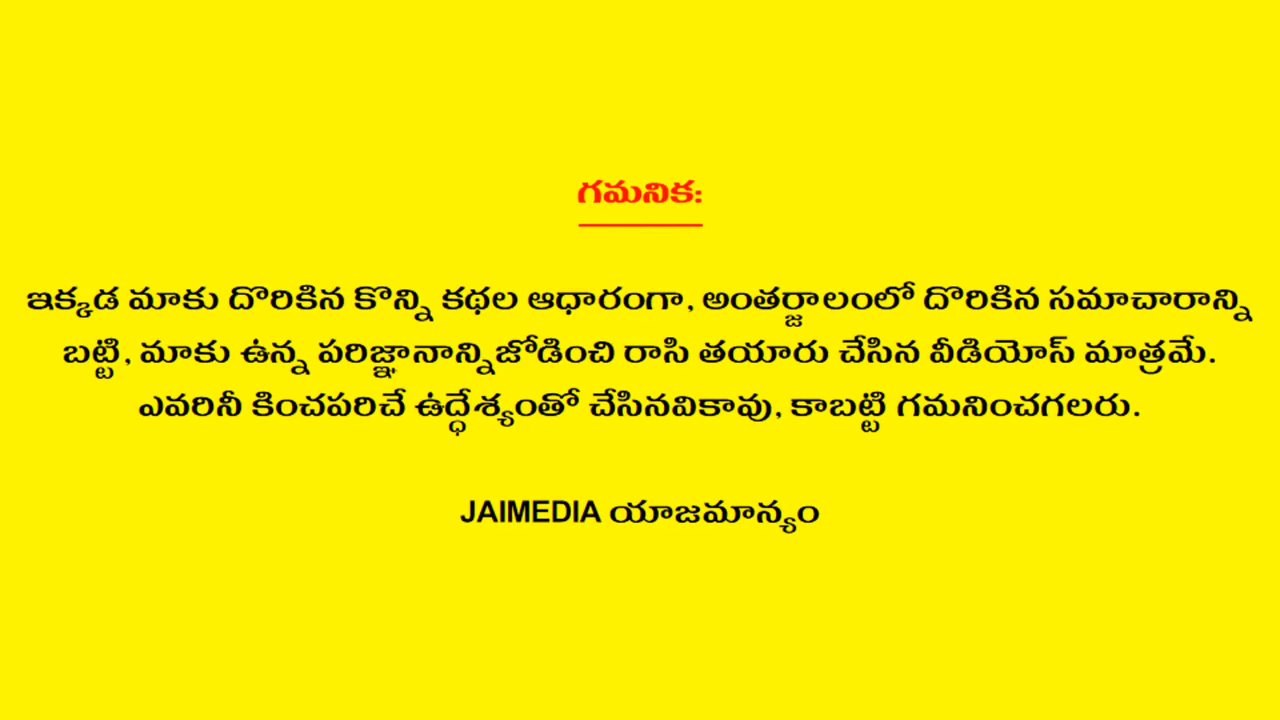 గమనిక:
ఇక్కడ మాకు దొరికిన కొన్ని కథల ఆధారంగా, అంతర్జాలంలో దొరికిన సమాచారాన్ని
బట్టి, మాకు ఉన్న పరిజ్ఞానాన్నిజోడించి రాసి తయారు చేసిన వీడియోస్ మాత్రమే.
ఎవరినీ కించపరిచే ఉద్ధేశ్యంతో చేసినవికావు, కాబట్టి గమనించగలరు.
JAIMEDIA యాజమాన్యం